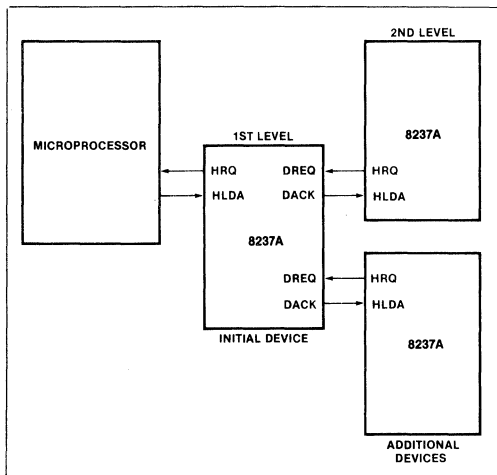 2ND LEVEL
MICROPROCESSOR
1ST LEVEL
8237A
HRQ
DREQ
HRQ
HLDA
DACK
HLDA
8237A
DREQ
HRQ
DACK
HLDA
8237A
INITIAL DEVICE
ADDITIONAL
DEVICES